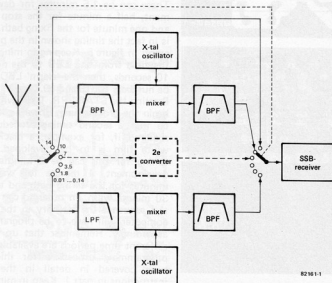 X-tal
oscillator
BPF
mixer
BPF
14
10
7
3.5
1.8
0.01 ... 0.14
2e
converter
SSB-
receiver
LPF
mixer
BPF
X-tal
oscillator
82161-1